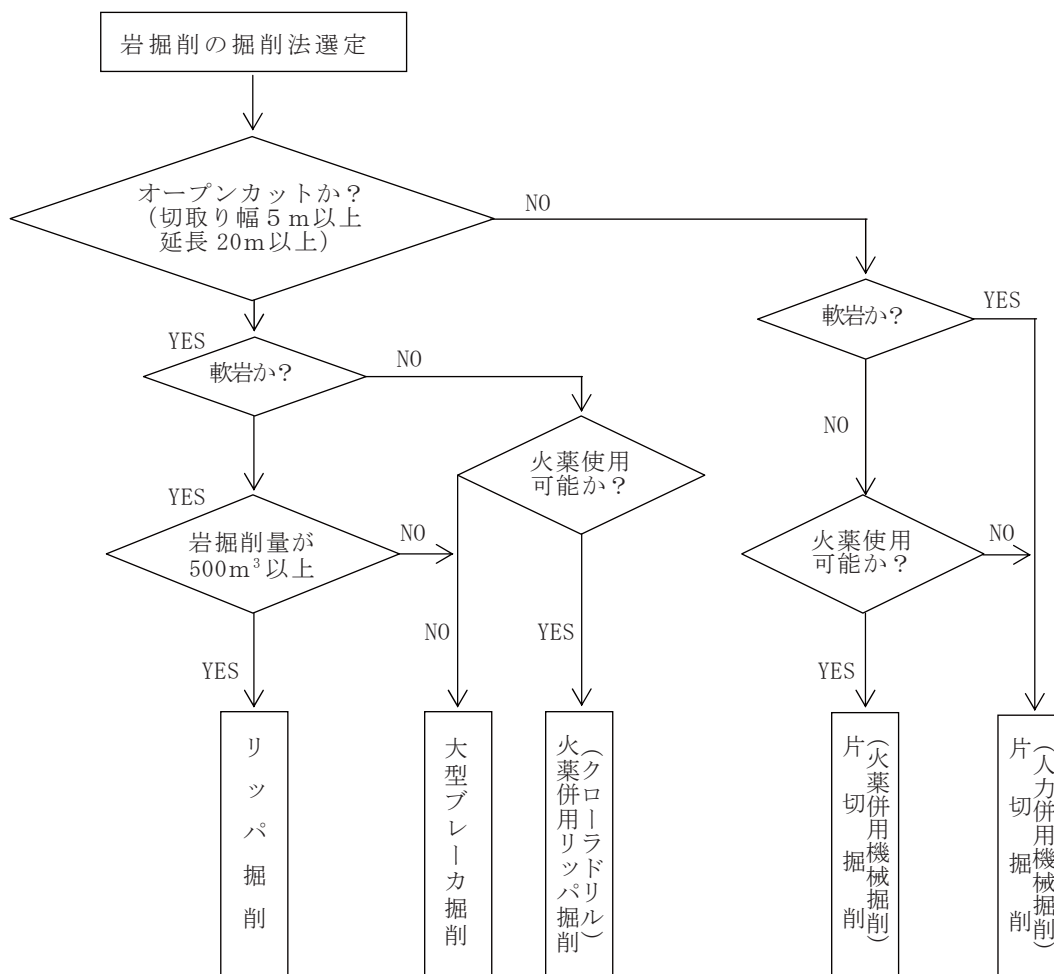 岩掘削の掘削法選定
オープンカットか？
（切取り幅５ｍ以上
延長 20ｍ以上）
NO
YES
軟岩か？
NO
軟岩か？
YES
火薬使用
可能か？
NO
YES
岩掘削量が
500m³以上
NO
火薬使用
可能か？
NO
NO
YES
YES
YES
リッパ掘削
大型ブレーカ掘削
火薬併用リッパ掘削
（クローラドリル）
片切掘削
（火薬併用機械掘削）
片切掘削
（人力併用機械掘削）